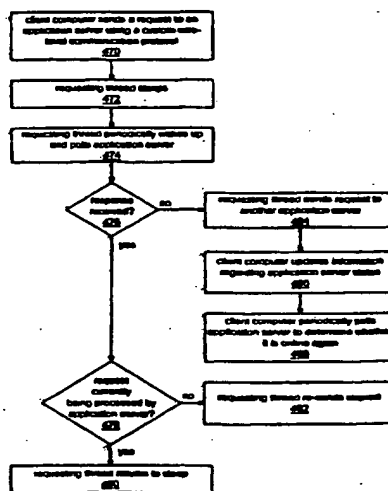 client computer sends a request to an
application server using a custom wire-
level communication protocol
470
requesting thread sleeps
472
requesting thread periodically wakes up
and polls application server
474
response
received?
476
no
yes
requesting thread sends request to
another application server
484
client computer updates information
regarding application server status
client computer periodically polls
application server to determine whether
it is online again
request
currently
being processed by
application server?
478
no
yes
requesting thread re-sends request
482
requesting thread returns to sleep
480